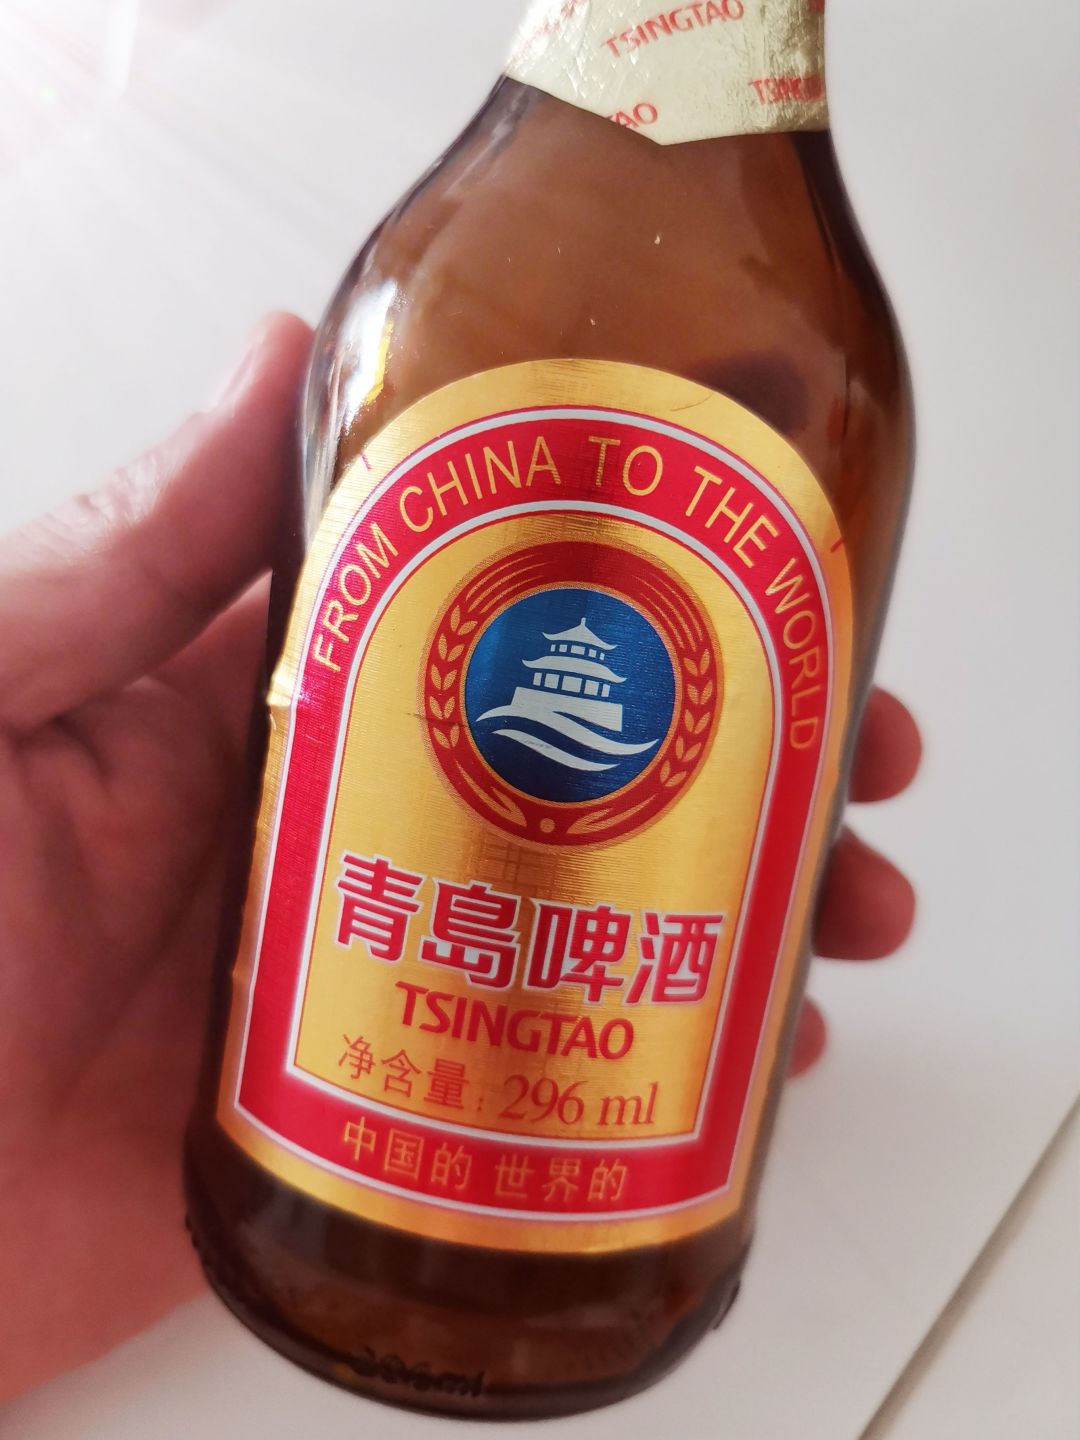 TSINGTAO
FROM CHINA TO THE WORLD
青島啤酒
TSINGTAO
净含量: 296 ml
中国的 世界的
296ml